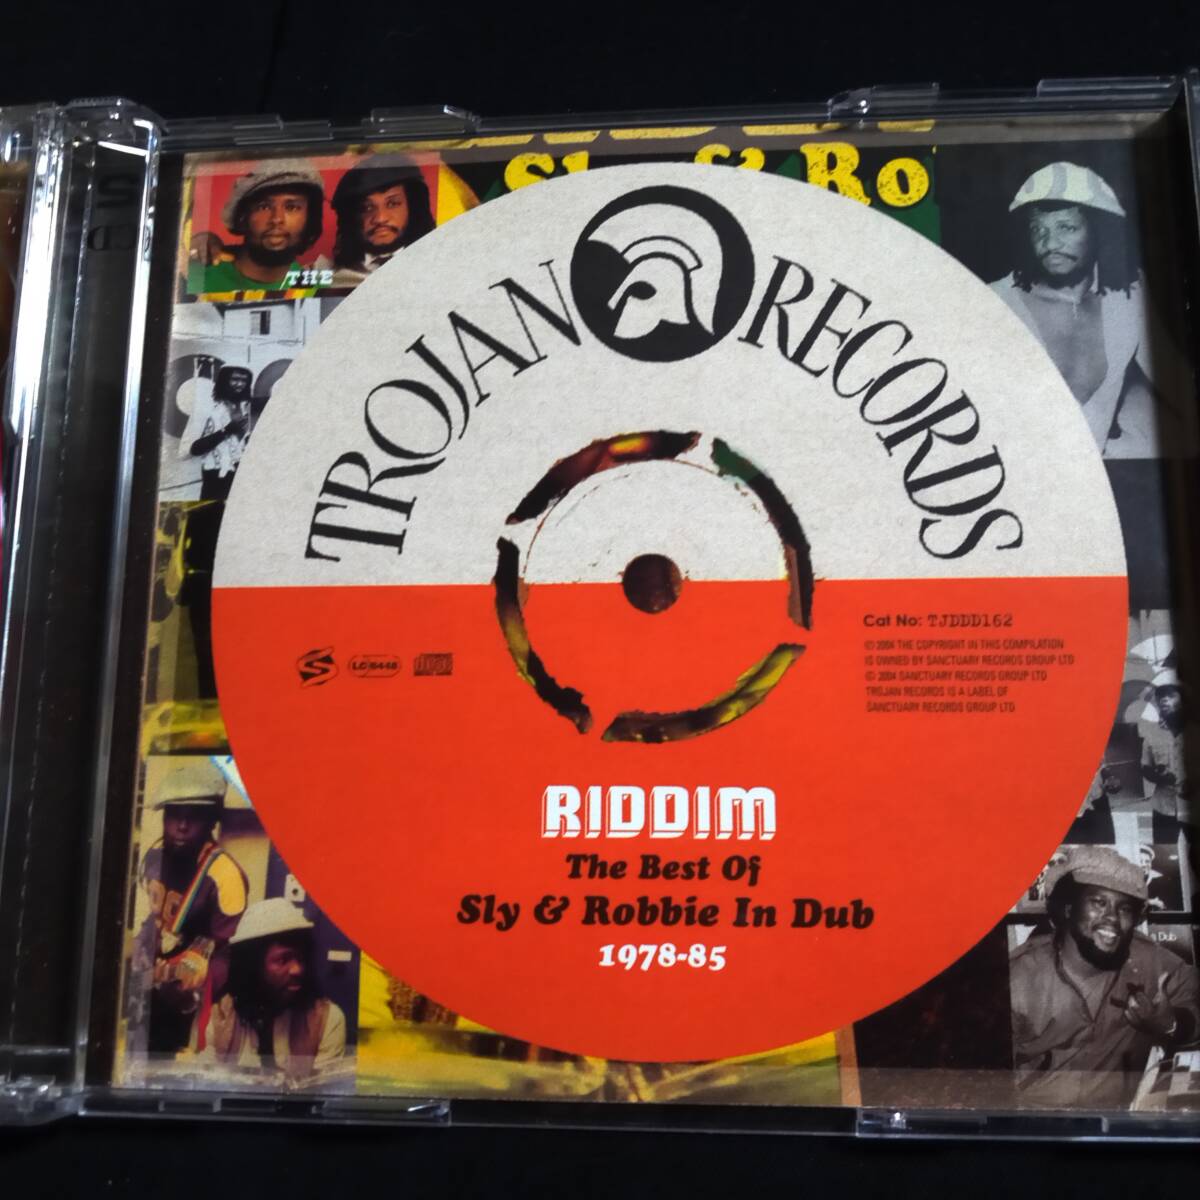 Sly & Ro
THE
TROJAN RECORDS
Cat No: TJDDD162
© 2004 THE COPYRIGHT IN THIS COMPILATION
IS OWNED BY SANCTUARY RECORDS GROUP LTD
℗ 2004 SANCTUARY RECORDS GROUP LTD
TROJAN RECORDS IS A LABEL OF
SANCTUARY RECORDS GROUP LTD
LC 6448
RIDDIM
The Best Of
Sly & Robbie In Dub
1978-85